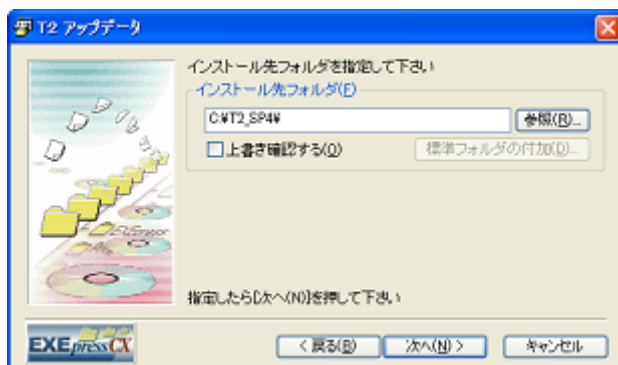 T2 アップデータ
インストール先フォルダを指定して下さい
インストール先フォルダ(F)
C:¥T2_SP4¥
参照(R)...
上書き確認する(O)
標準フォルダの付加(D)...
指定したら[次へ(N)]を押して下さい
EXEpressCX
< 戻る(B)
次へ(N) >
キャンセル